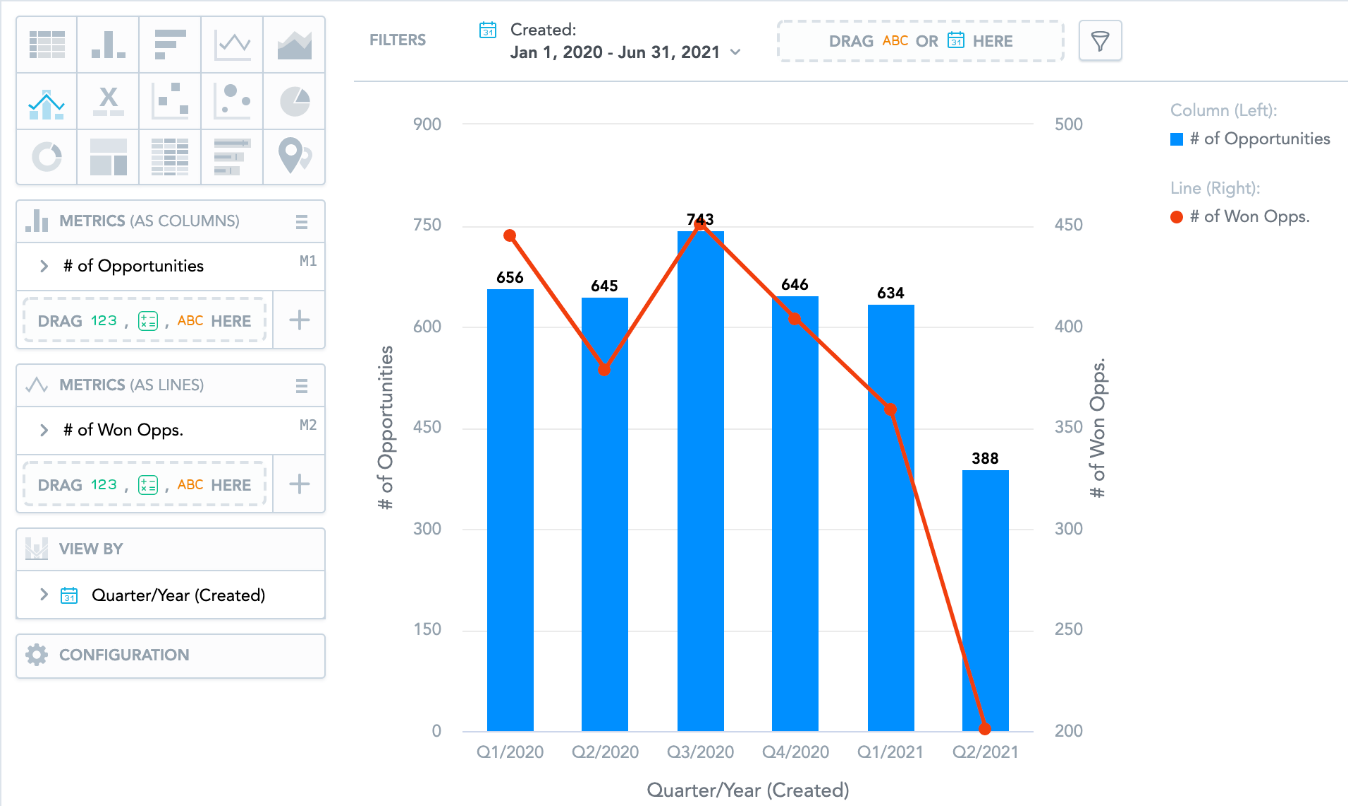 FILTERS
31
Created:
Jan 1, 2020 - Jun 31, 2021
DRAG ABC OR 31 HERE
X
METRICS (AS COLUMNS)
# of Opportunities
M1
DRAG 123 , , ABC HERE
METRICS (AS LINES)
# of Won Opps.
M2
DRAG 123 , , ABC HERE
VIEW BY
31 Quarter/Year (Created)
CONFIGURATION
900
750
600
450
300
150
0
# of Opportunities
656
645
743
646
634
388
Q1/2020
Q2/2020
Q3/2020
Q4/2020
Q1/2021
Q2/2021
Quarter/Year (Created)
500
450
400
350
300
250
200
# of Won Opps.
Column (Left):
# of Opportunities
Line (Right):
# of Won Opps.